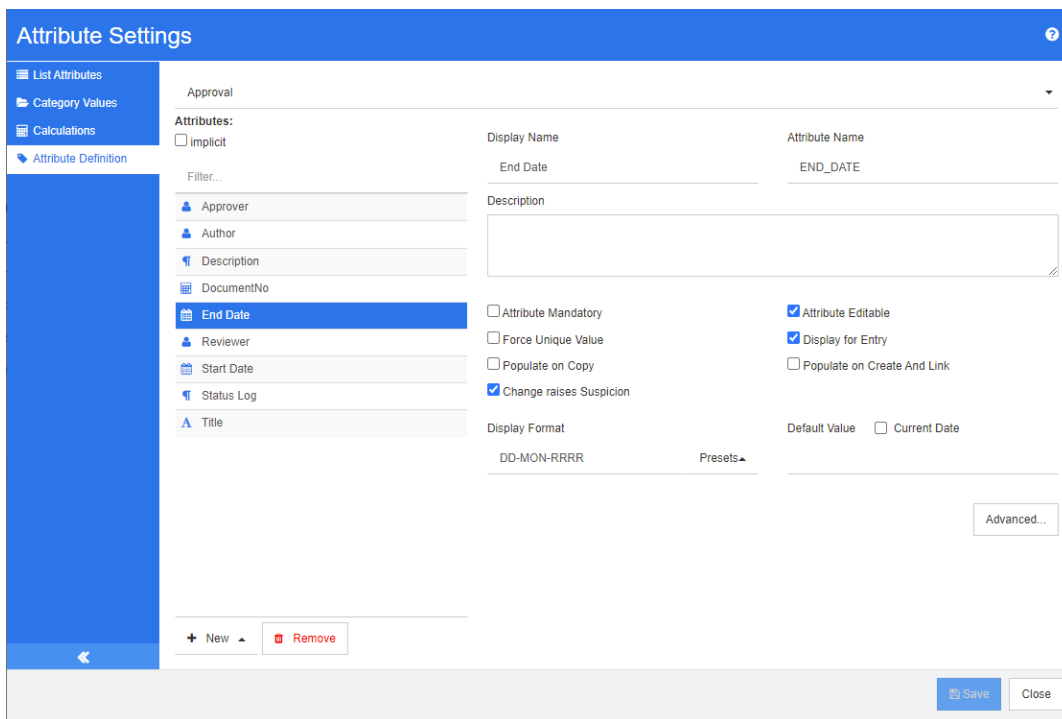 Attribute Settings
List Attributes
Category Values
Calculations
Attribute Definition
Approval
Attributes:
implicit
Filter...
Approver
Author
Description
DocumentNo
End Date
Reviewer
Start Date
Status Log
Title
New
Remove
Display Name
Attribute Name
End Date
END_DATE
Description
Attribute Mandatory
Attribute Editable
Force Unique Value
Display for Entry
Populate on Copy
Populate on Create And Link
Change raises Suspicion
Display Format
Default Value
Current Date
DD-MON-RRRR
Presets
Advanced...
Save
Close